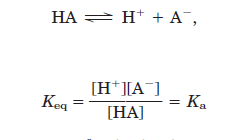 HA ⇌ H⁺ + A⁻,
K_eq = [H⁺][A⁻] / [HA] = K_a